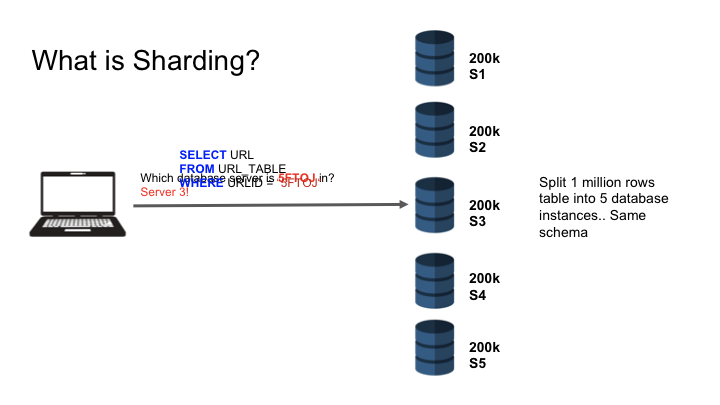 What is Sharding?
200k
S1
200k
S2
SELECT URL
FROM URL_TABLE
WHERE URLID = '5FTOJ'
Which database server is 5FTOJ in?
Server 3!
200k
S3
Split 1 million rows
table into 5 database
instances.. Same
schema
200k
S4
200k
S5